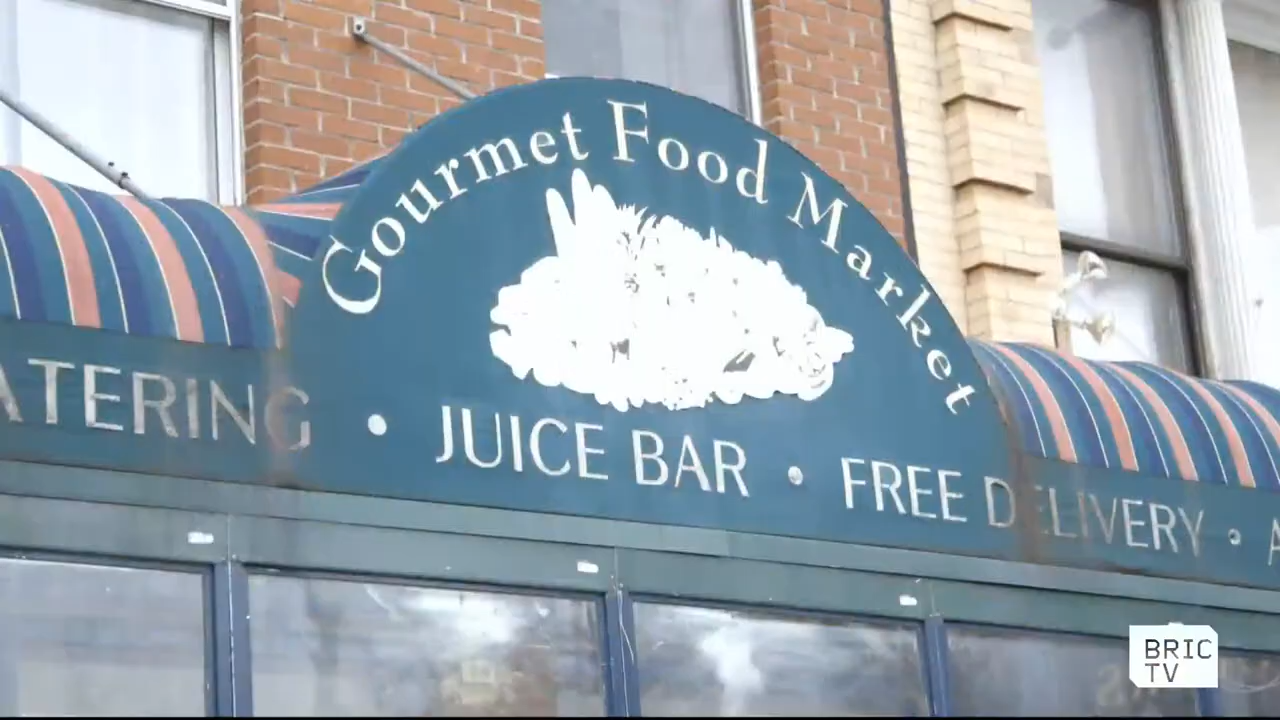 Gourmet Food Market
ATERING • JUICE BAR • FREE DELIVERY •
BRIC
TV